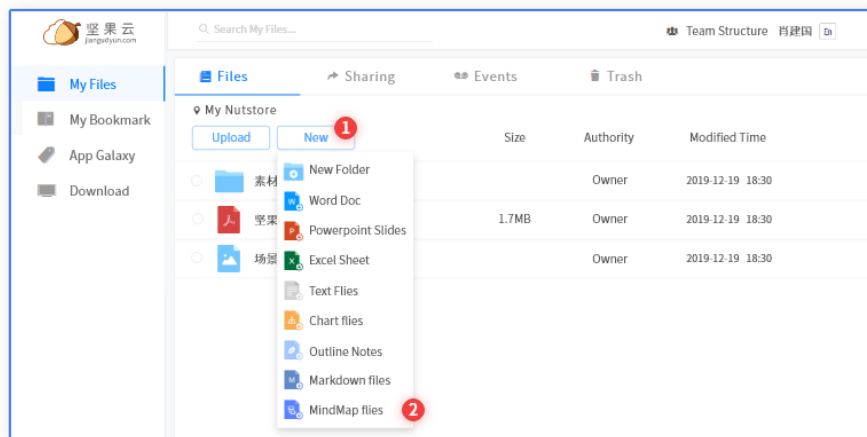 坚果云
jianguoyun.com
Search My Files...
Team Structure 肖建国 En
My Files
My Bookmark
App Galaxy
Download
Files Sharing Events Trash
My Nutstore
Upload New 1 Size Authority Modified Time
素材 Owner 2019-12-19 18:30
坚果 1.7MB Owner 2019-12-19 18:30
场景 Owner 2019-12-19 18:30
New Folder
Word Doc
Powerpoint Slides
Excel Sheet
Text Flies
Chart flies
Outline Notes
Markdown files
MindMap flies 2